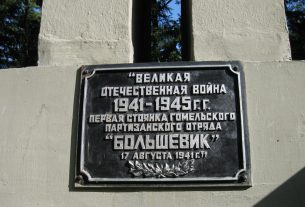 "ВЕЛИКАЯ
ОТЕЧЕСТВЕННАЯ ВОЙНА
1941-1945 г.г.
ПЕРВАЯ СТОЯНКА ГОМЕЛЬСКОГО
ПАРТИЗАНСКОГО ОТРЯДА
"БОЛЬШЕВИК"
17 АВГУСТА 1941 Г."